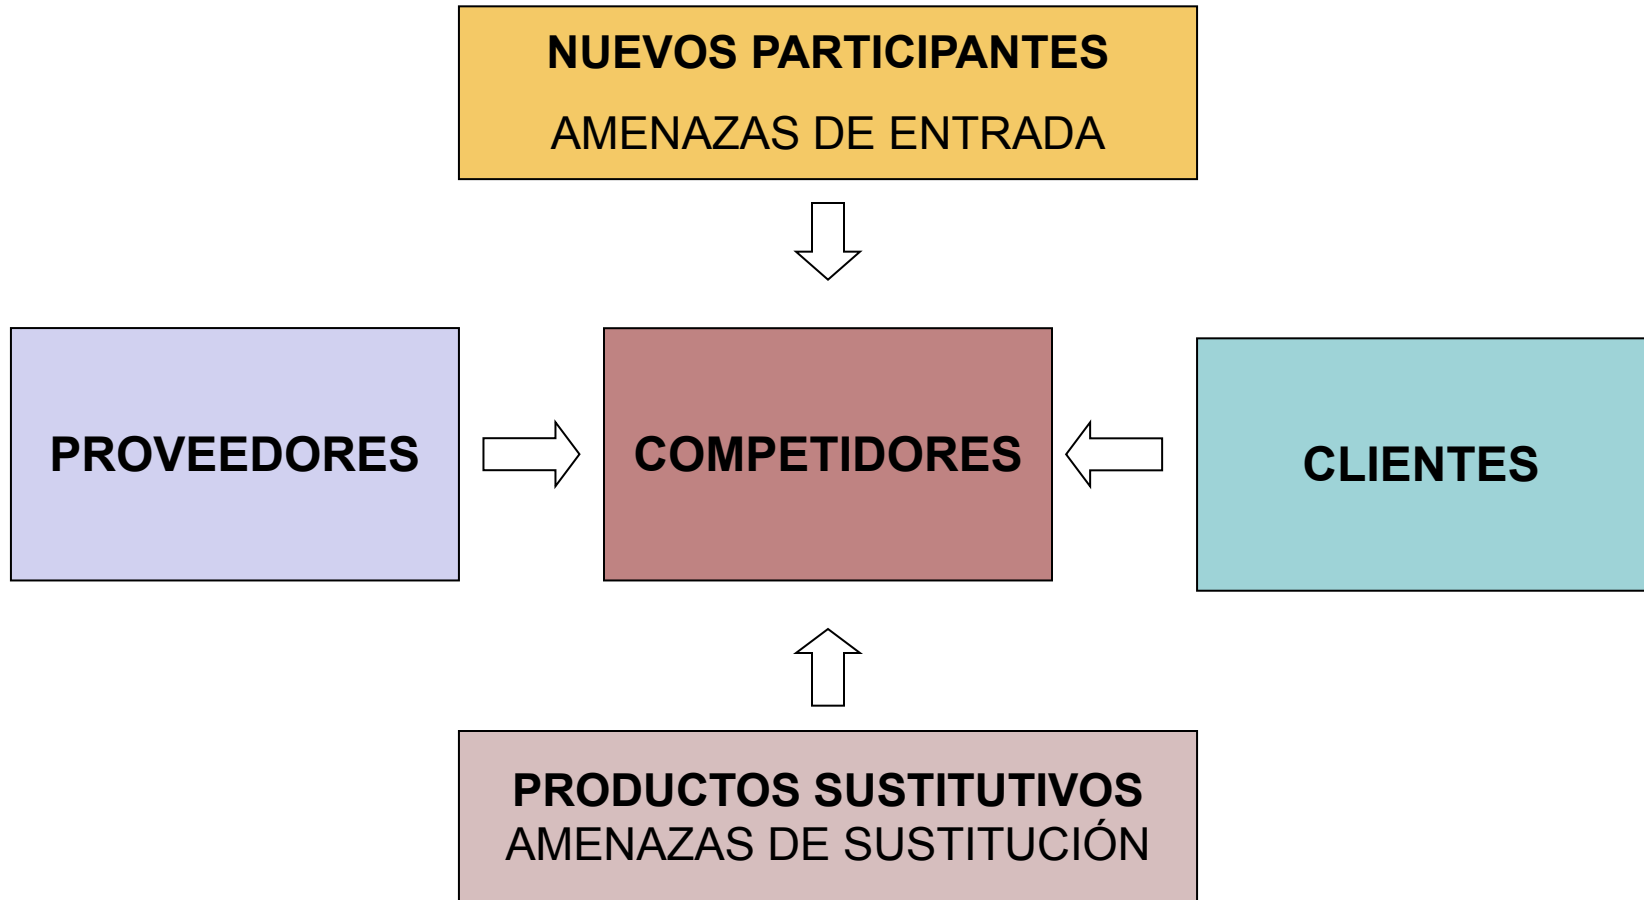 NUEVOS PARTICIPANTES
AMENAZAS DE ENTRADA
PROVEEDORES
COMPETIDORES
CLIENTES
PRODUCTOS SUSTITUTIVOS
AMENAZAS DE SUSTITUCIÓN